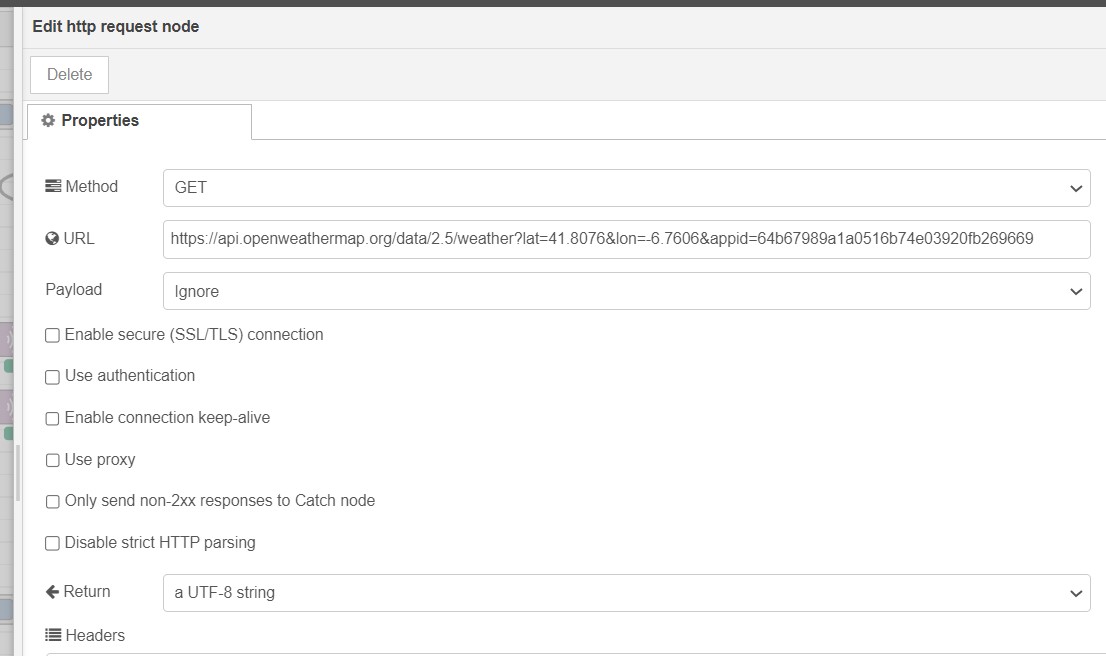 Edit http request node
Delete
Properties
Method
GET
URL
https://api.openweathermap.org/data/2.5/weather?lat=41.8076&lon=-6.7606&appid=64b67989a1a0516b74e03920fb269669
Payload
Ignore
Enable secure (SSL/TLS) connection
Use authentication
Enable connection keep-alive
Use proxy
Only send non-2xx responses to Catch node
Disable strict HTTP parsing
Return
a UTF-8 string
Headers